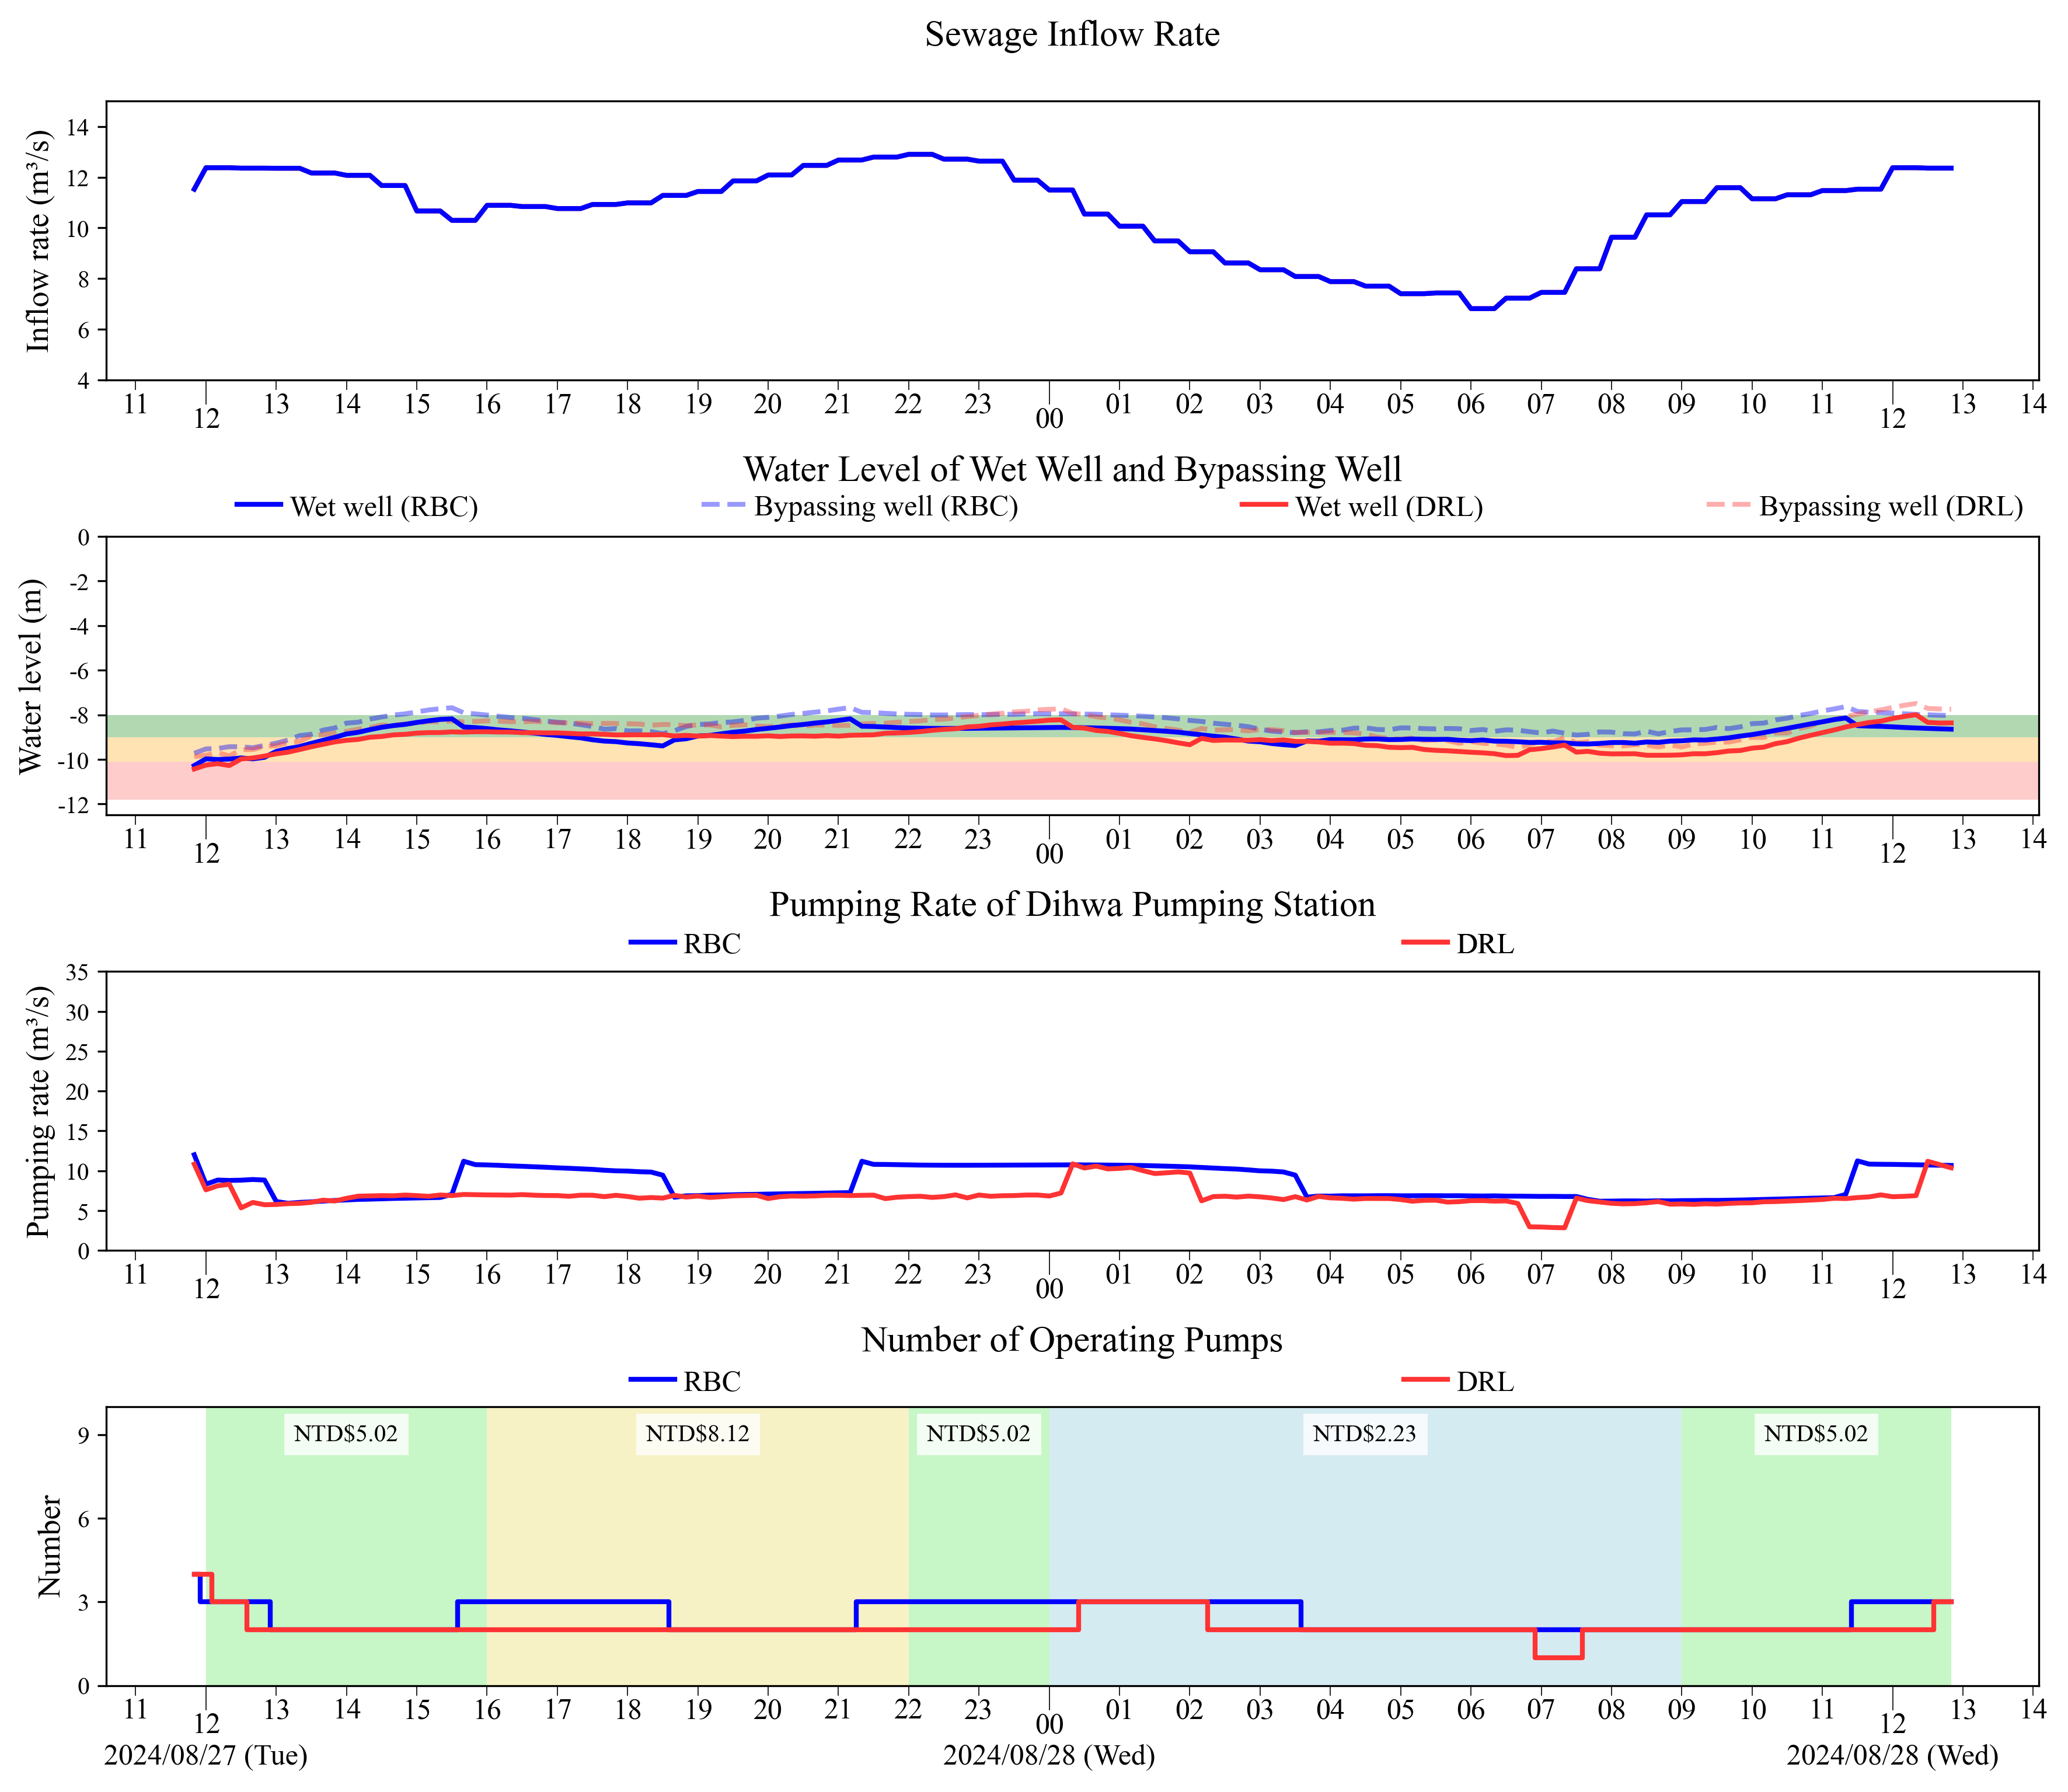 Sewage Inflow Rate
Inflow rate (m³/s)
14
12
10
8
6
4
11 12 13 14 15 16 17 18 19 20 21 22 23 00 01 02 03 04 05 06 07 08 09 10 11 12 13 14
Water Level of Wet Well and Bypassing Well
Wet well (RBC) Bypassing well (RBC) Wet well (DRL) Bypassing well (DRL)
Water level (m)
0
-2
-4
-6
-8
-10
-12
11 12 13 14 15 16 17 18 19 20 21 22 23 00 01 02 03 04 05 06 07 08 09 10 11 12 13 14
Pumping Rate of Dihwa Pumping Station
RBC DRL
Pumping rate (m³/s)
35
30
25
20
15
10
5
0
11 12 13 14 15 16 17 18 19 20 21 22 23 00 01 02 03 04 05 06 07 08 09 10 11 12 13 14
Number of Operating Pumps
RBC DRL
Number
9
6
3
0
NTD$5.02 NTD$8.12 NTD$5.02 NTD$2.23 NTD$5.02
11 12 13 14 15 16 17 18 19 20 21 22 23 00 01 02 03 04 05 06 07 08 09 10 11 12 13 14
2024/08/27 (Tue) 2024/08/28 (Wed) 2024/08/28 (Wed)